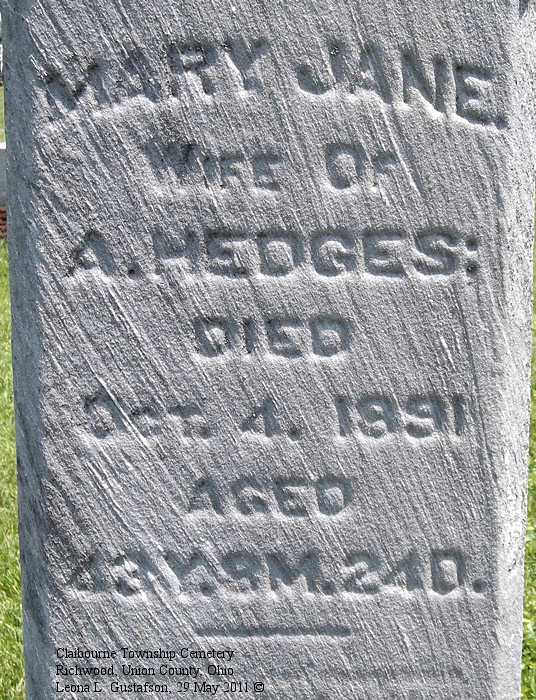 MARY JANE.
WIFE OF
A. HEDGES;
DIED
OCT. 4. 1891
AGED
43Y. 9M. 24D.
Claibourne Township Cemetery
Richwood, Union County, Ohio
Leona L. Gustafson, 29 May 2011 ©